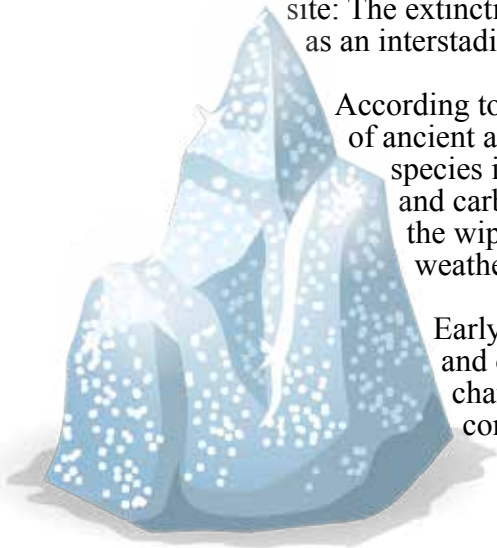 site: The extinct
as an interstadi
According to
of ancient a
species i
and carb
the wip
weathe
Early
and
cha
co